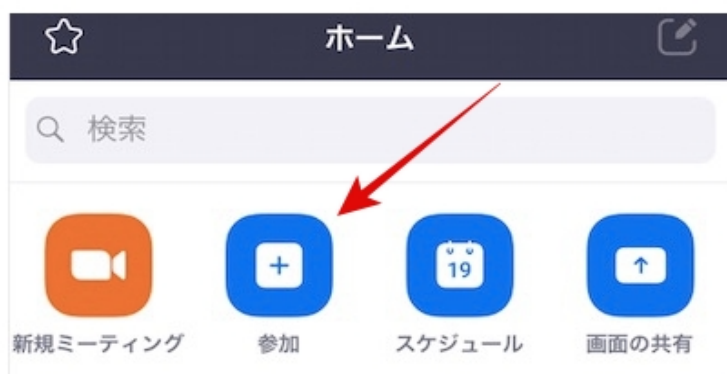 ホーム
検索
19
新規ミーティング
参加
スケジュール
画面の共有